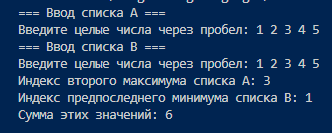 === Ввод списка A ===
Введите целые числа через пробел: 1 2 3 4 5
=== Ввод списка B ===
Введите целые числа через пробел: 1 2 3 4 5
Индекс второго максимума списка A: 3
Индекс предпоследнего минимума списка B: 1
Сумма этих значений: 6